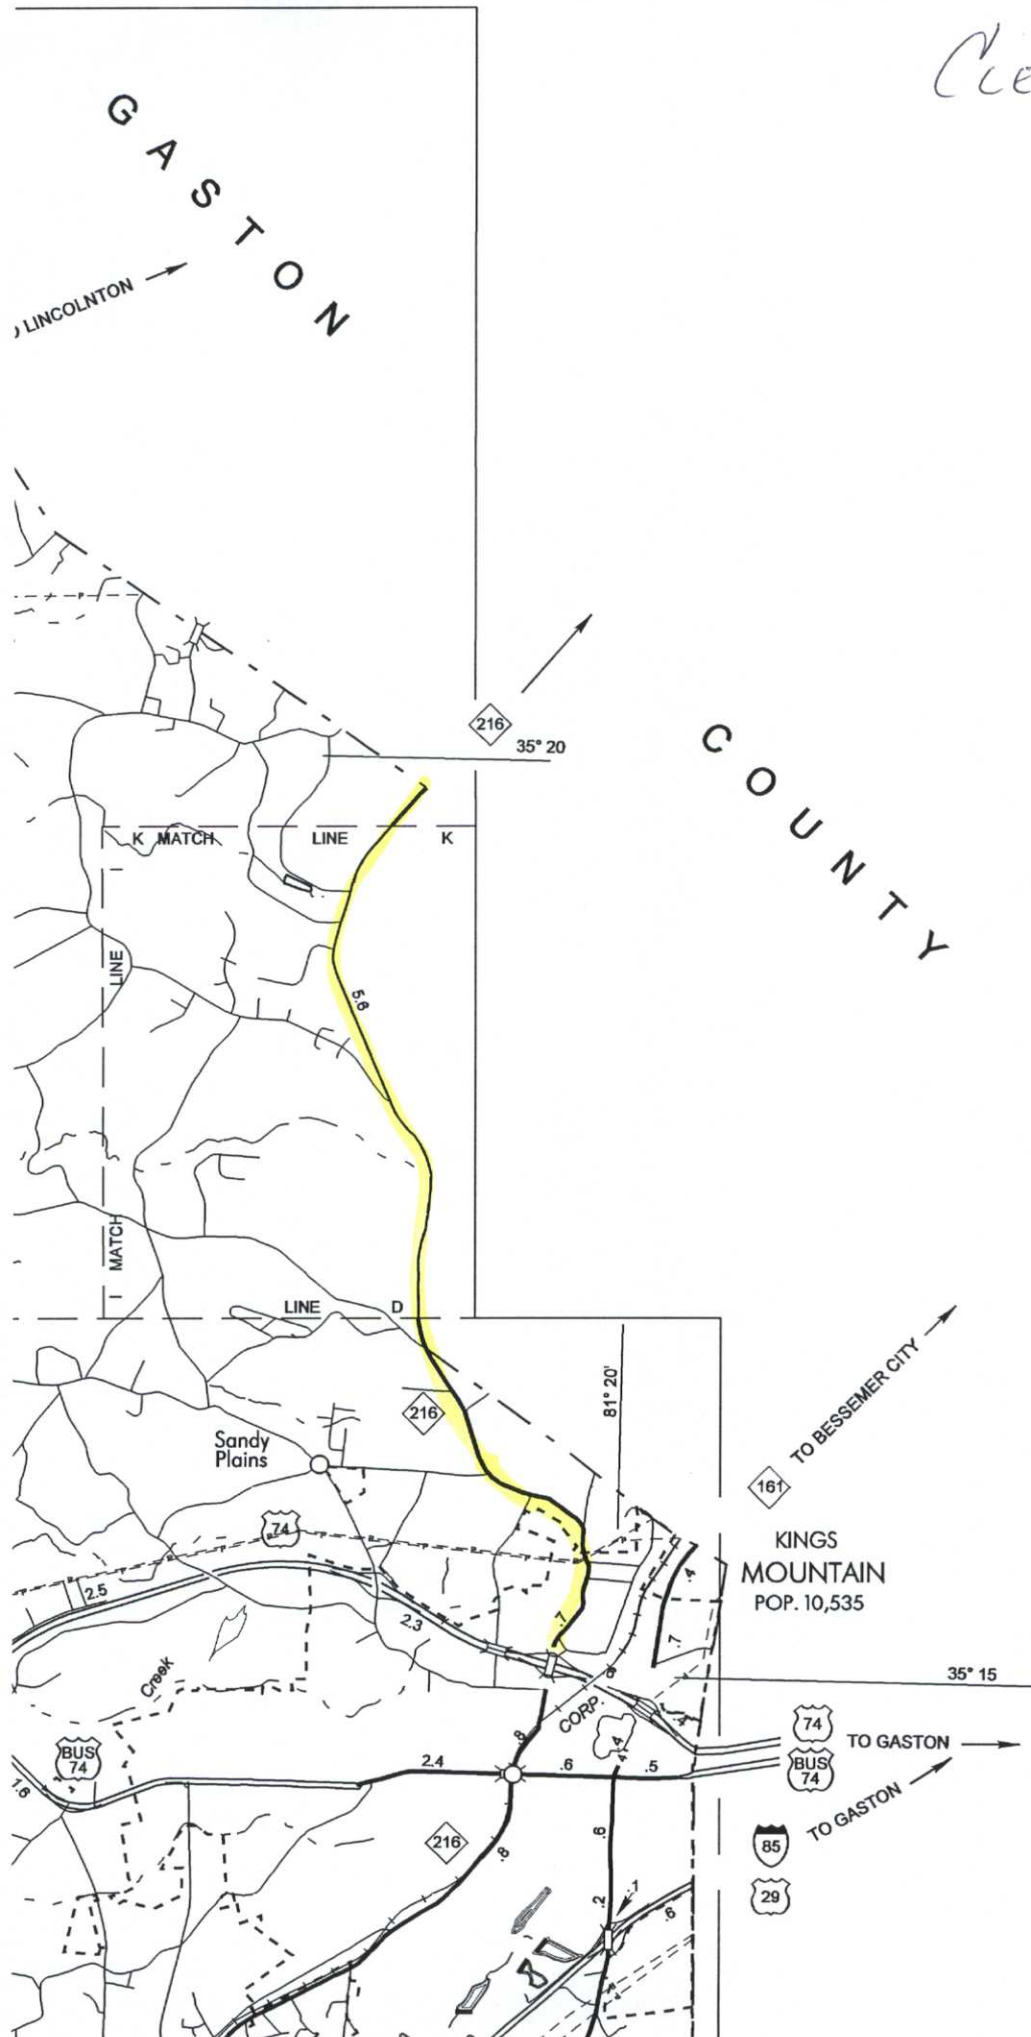 GASTON
LINCOLNTON
216
35° 20
COUNTY
K MATCH LINE K
LINE
5.6
MATCH
I
LINE D
216
81° 20'
TO BESSEMER CITY
161
Sandy
Plains
74
KINGS
MOUNTAIN
POP. 10,535
2.5
2.3
.7
.4
.7
35° 15
Creek
CORP.
.8
.4
.4
74
TO GASTON
BUS
74
BUS
74
TO GASTON
1.6
2.4
.6
.5
216
.8
.6
85
29
.2
.1
.6